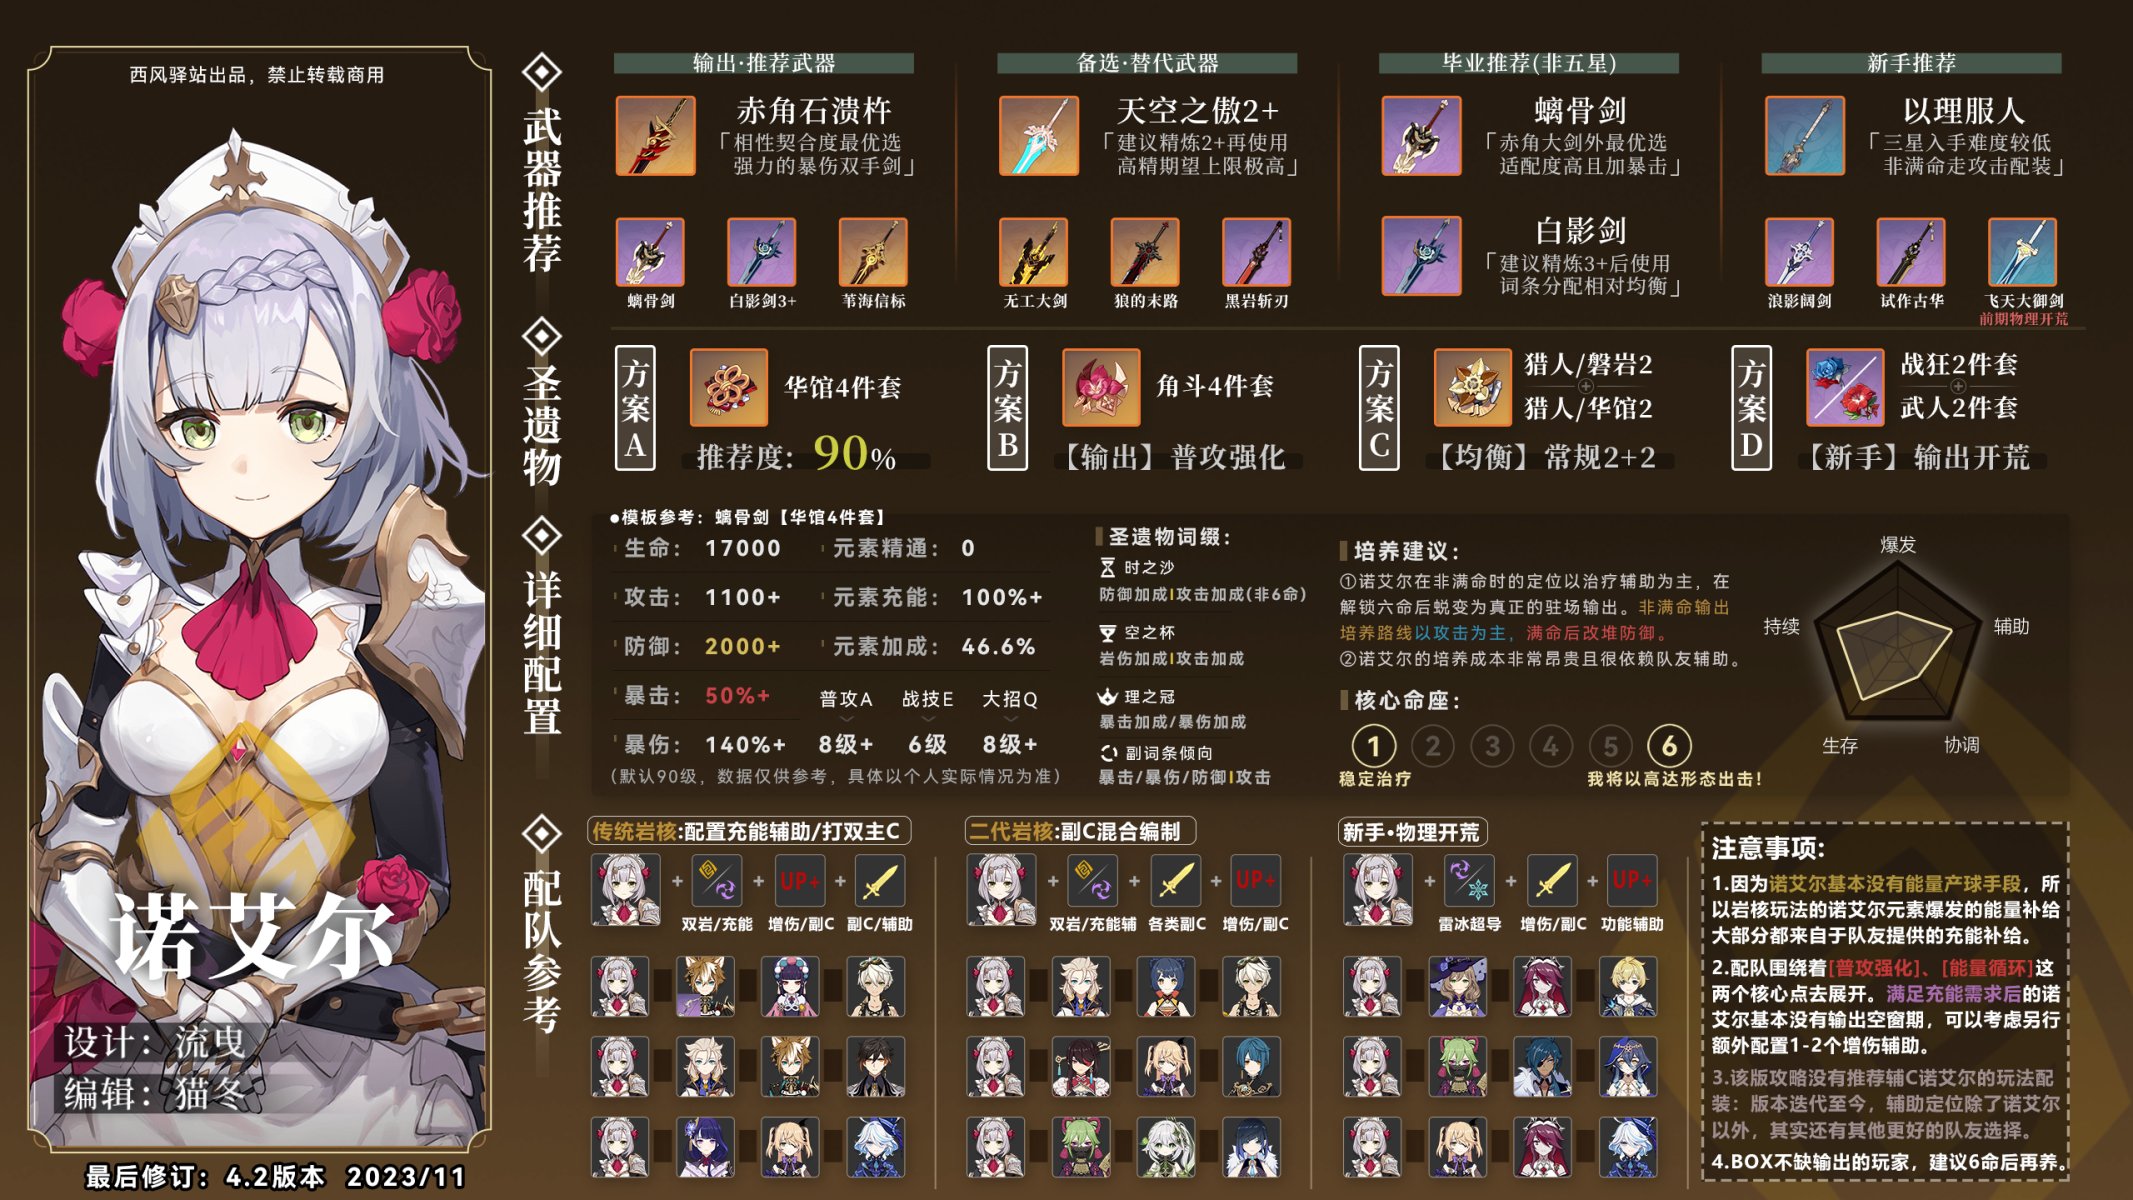 西风驿站出品，禁止转载商用
诺艾尔
设计：流曳
编辑：猫冬
最后修订：4.2版本 2023/11
武器推荐
输出·推荐武器
赤角石溃杵
「相性契合度最优选
强力的暴伤双手剑」
螭骨剑
白影剑3+
苇海信标
备选·替代武器
天空之傲2+
「建议精炼2+再使用
高精期望上限极高」
无工大剑
狼的末路
黑岩斩刃
毕业推荐(非五星)
螭骨剑
「赤角大剑外最优选
适配度高且加暴击」
白影剑
「建议精炼3+后使用
词条分配相对均衡」
新手推荐
以理服人
「三星入手难度较低
非满命走攻击配装」
浪影阔剑
试作古华
飞天大御剑
前期物理开荒
圣遗物
方案A
华馆4件套
推荐度：90%
方案B
角斗4件套
【输出】普攻强化
方案C
猎人/磐岩2
猎人/华馆2
【均衡】常规2+2
方案D
战狂2件套
武人2件套
【新手】输出开荒
详细配置
●模板参考：螭骨剑【华馆4件套】
生命：17000
元素精通：0
攻击：1100+
元素充能：100%+
防御：2000+
元素加成：46.6%
暴击：50%+
普攻A 战技E 大招Q
暴伤：140%+
8级+ 6级 8级+
(默认90级，数据仅供参考，具体以个人实际情况为准)
圣遗物词缀：
时之沙
防御加成|攻击加成(非6命)
空之杯
岩伤加成|攻击加成
理之冠
暴击加成/暴伤加成
副词条倾向
暴击/暴伤/防御|攻击
培养建议：
①诺艾尔在非满命时的定位以治疗辅助为主，在
解锁六命后蜕变为真正的驻场输出。非满命输出
培养路线以攻击为主，满命后改堆防御。
②诺艾尔的培养成本非常昂贵且很依赖队友辅助。
核心命座：
1 2 3 4 5 6
稳定治疗
我将以高达形态出击！
爆发
辅助
协调
生存
持续
配队参考
传统岩核:配置充能辅助/打双主C
+ + UP+ +
双岩/充能 增伤/副C 副C/辅助
二代岩核:副C混合编制
+ + + UP+
双岩/充能辅 各类副C 增伤/副C
新手·物理开荒
+ + + UP+
雷冰超导 增伤/副C 功能辅助
注意事项:
1.因为诺艾尔基本没有能量产球手段，所
以岩核玩法的诺艾尔元素爆发的能量补给
大部分都来自于队友提供的充能补给。
2.配队围绕着[普攻强化]、[能量循环]这
两个核心点去展开。满足充能需求后的诺
艾尔基本没有输出空窗期，可以考虑另行
额外配置1-2个增伤辅助。
3.该版攻略没有推荐辅C诺艾尔的玩法配
装：版本迭代至今，辅助定位除了诺艾尔
以外，其实还有其他更好的队友选择。
4.BOX不缺输出的玩家，建议6命后再养。